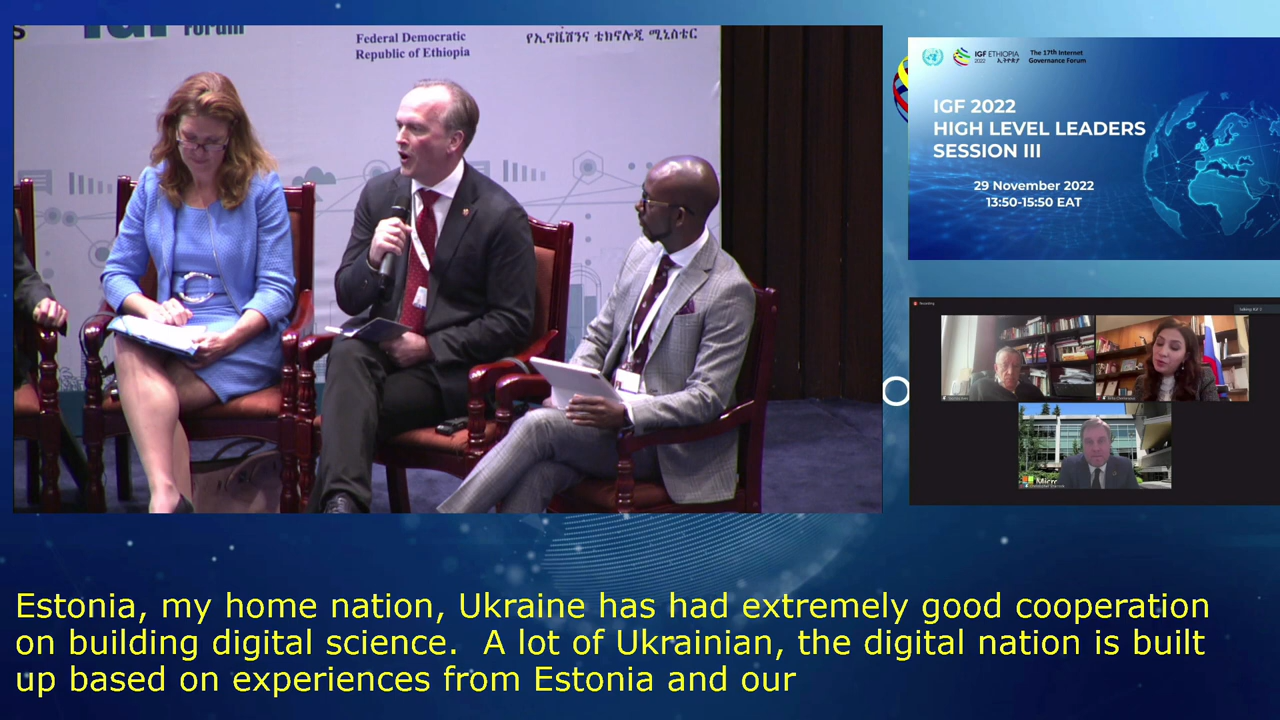 Forum
Federal Democratic
Republic of Ethiopia
የኢኖቬሽንና ቴክኖሎጂ ሚኒስቴር
IGF ETHIOPIA
2022 ኢትዮጵያ
The 17th Internet
Governance Forum
IGF 2022
HIGH LEVEL LEADERS
SESSION III
29 November 2022
13:50-15:50 EAT
Estonia, my home nation, Ukraine has had extremely good cooperation
on building digital science.  A lot of Ukrainian, the digital nation is built
up based on experiences from Estonia and our